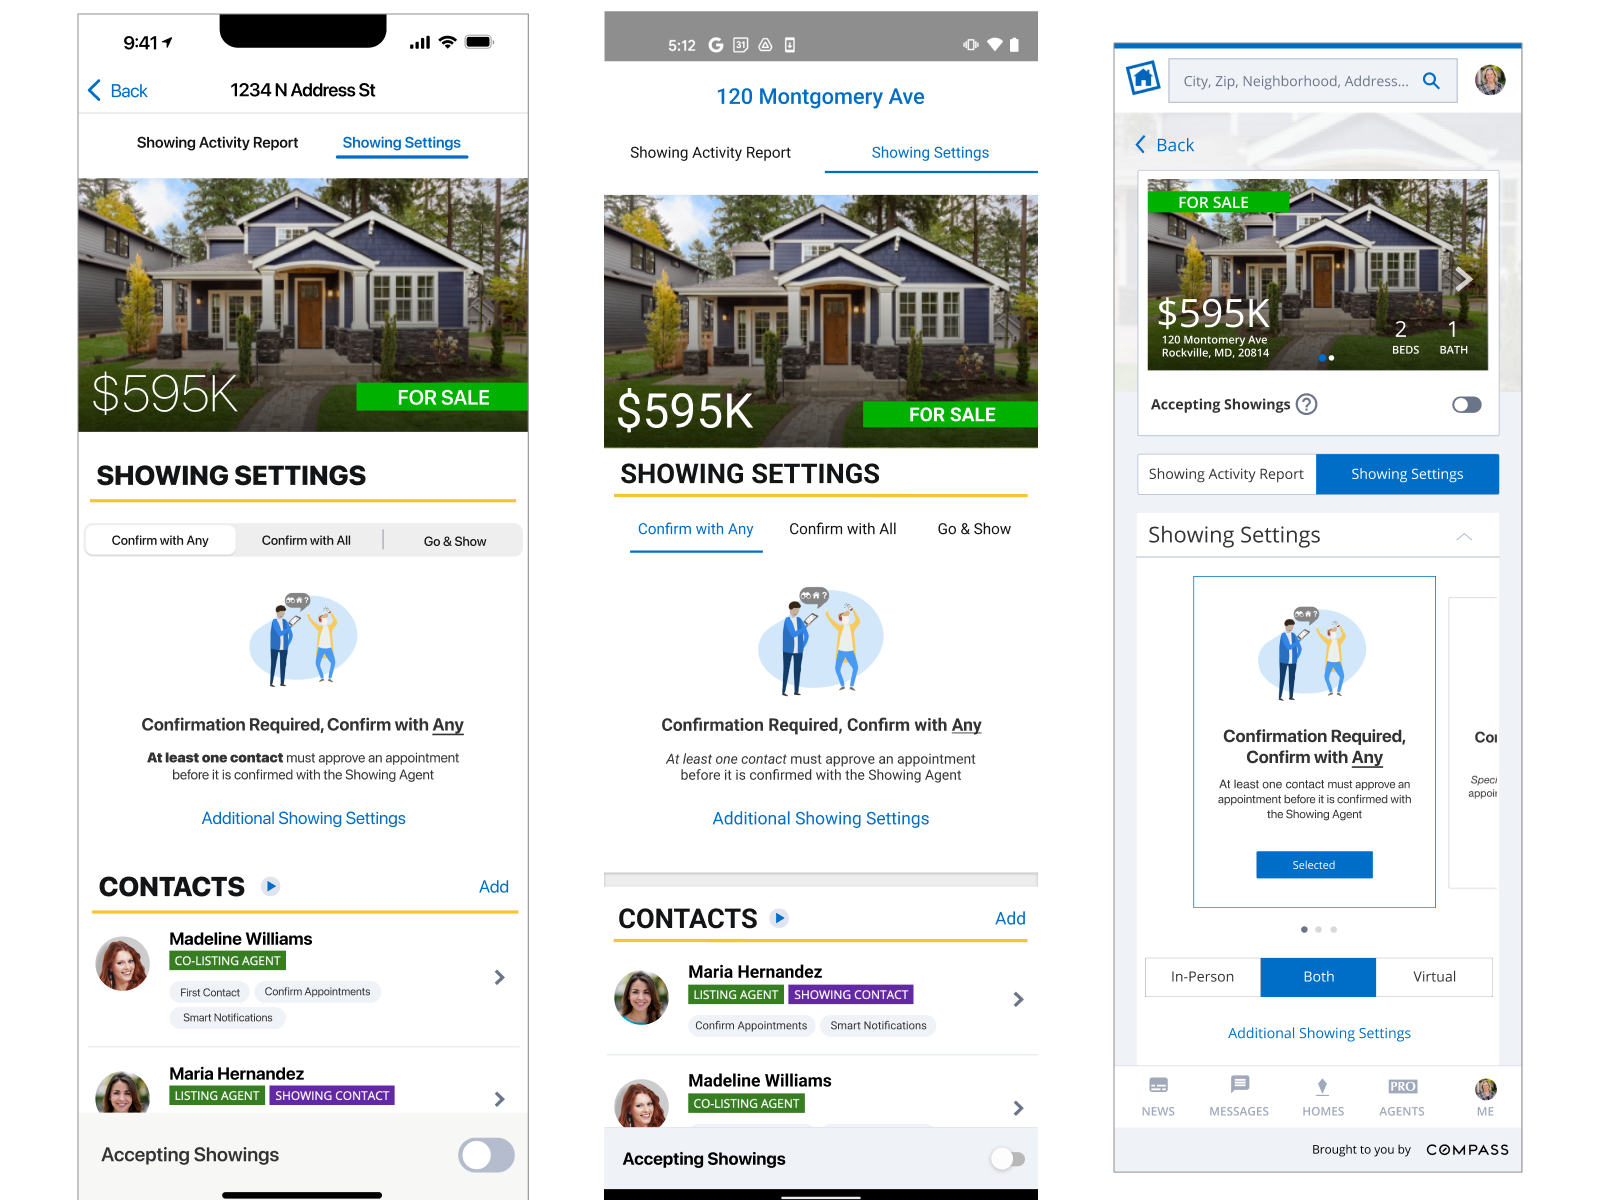 9:41
Back
1234 N Address St
Showing Activity Report
Showing Settings
$595K
FOR SALE
SHOWING SETTINGS
Confirm with Any
Confirm with All
Go & Show
?
Confirmation Required, Confirm with Any
At least one contact must approve an appointment
before it is confirmed with the Showing Agent
Additional Showing Settings
CONTACTS
Add
Madeline Williams
CO-LISTING AGENT
First Contact
Confirm Appointments
Smart Notifications
Maria Hernandez
LISTING AGENT
SHOWING CONTACT
Accepting Showings
5:12
G
31
120 Montgomery Ave
Showing Activity Report
Showing Settings
$595K
FOR SALE
SHOWING SETTINGS
Confirm with Any
Confirm with All
Go & Show
?
Confirmation Required, Confirm with Any
At least one contact must approve an appointment
before it is confirmed with the Showing Agent
Additional Showing Settings
CONTACTS
Add
Maria Hernandez
LISTING AGENT
SHOWING CONTACT
Confirm Appointments
Smart Notifications
Madeline Williams
CO-LISTING AGENT
Accepting Showings
City, Zip, Neighborhood, Address...
Back
FOR SALE
$595K
120 Montomery Ave
Rockville, MD, 20814
2
BEDS
1
BATH
Accepting Showings
?
Showing Activity Report
Showing Settings
Showing Settings
?
Confirmation Required,
Confirm with Any
At least one contact must approve an
appointment before it is confirmed with
the Showing Agent
Selected
In-Person
Both
Virtual
Additional Showing Settings
NEWS
MESSAGES
HOMES
PRO
AGENTS
ME
Brought to you by COMPASS